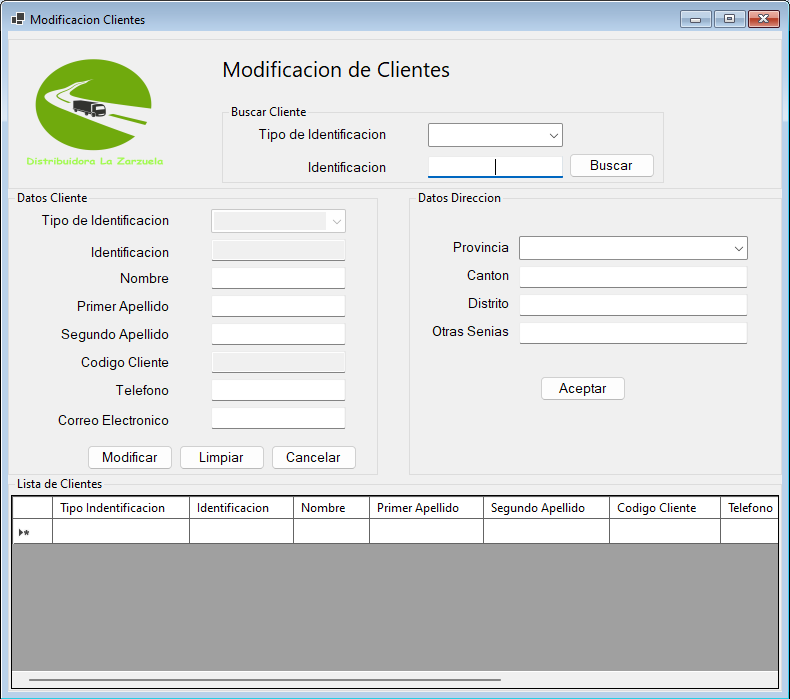 Modificacion Clientes
Modificacion de Clientes
Distribuidora La Zarzuela
Buscar Cliente
Tipo de Identificacion
Identificacion
Buscar
Datos Cliente
Tipo de Identificacion
Identificacion
Nombre
Primer Apellido
Segundo Apellido
Codigo Cliente
Telefono
Correo Electronico
Modificar Limpiar Cancelar
Datos Direccion
Provincia
Canton
Distrito
Otras Senias
Aceptar
Lista de Clientes
Tipo Indentificacion Identificacion Nombre Primer Apellido Segundo Apellido Codigo Cliente Telefono